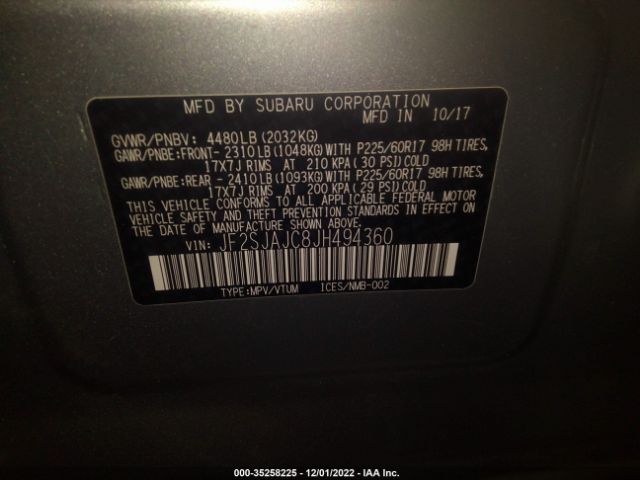 MFD BY SUBARU CORPORATION
MFD IN 10/17
GVWR/PNBV: 4480LB (2032KG)
GAWR/PNBE:FRONT- 2310LB (1048KG) WITH P225/60R17 98H TIRES,
17X7J RIMS AT 210 KPA ( 30 PSI) COLD
GAWR/PNBE:REAR - 2410LB (1093KG) WITH P225/60R17 98H TIRES,
17X7J RIMS AT 200 KPA (29 PSI) COLD
THIS VEHICLE CONFORMS TO ALL APPLICABLE FEDERAL MOTOR
VEHICLE SAFETY AND THEFT PREVENTION STANDARDS IN EFFECT ON
THE DATE OF MANUFACTURE SHOWN ABOVE.
VIN: JF2SJAJC8JH494360
TYPE:MPV/VTUM ICES/NMB-002
000-35258225 - 12/01/2022 - IAA Inc.